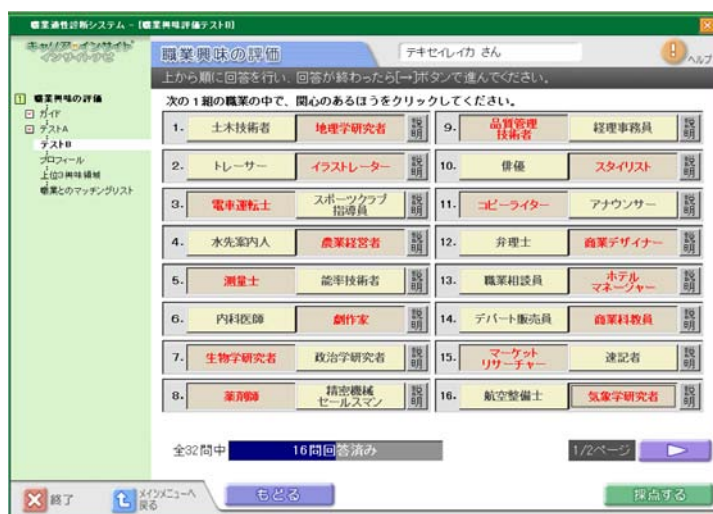 職業適性診断システム - [職業興味評価テストB]
キャリア・インサイト
職業興味の評価
テキセイレイカ さん
ヘルプ
上から順に回答を行い、回答が終わったら[→]ボタンで進んでください。
1 職業興味の評価
ガイド
テストA
テストB
プロフィール
上位3興味領域
職業とのマッチングリスト
次の1組の職業の中で、関心のあるほうをクリックしてください。
1. 土木技術者 地理学研究者 説明
2. トレーサー イラストレーター 説明
3. 電車運転士 スポーツクラブ指導員 説明
4. 水先案内人 農業経営者 説明
5. 測量士 能率技術者 説明
6. 内科医師 劇作家 説明
7. 生物学研究者 政治学研究者 説明
8. 薬剤師 精密機械セールスマン 説明
9. 品質管理技術者 経理事務員 説明
10. 俳優 スタイリスト 説明
11. コピーライター アナウンサー 説明
12. 弁理士 商業デザイナー 説明
13. 職業相談員 ホテルマネージャー 説明
14. デパート販売員 商業科教員 説明
15. マーケットリサーチャー 速記者 説明
16. 航空整備士 気象学研究者 説明
全32問中 16問回答済み 1/2ページ
終了
メインメニューへ戻る
もどる
採点する